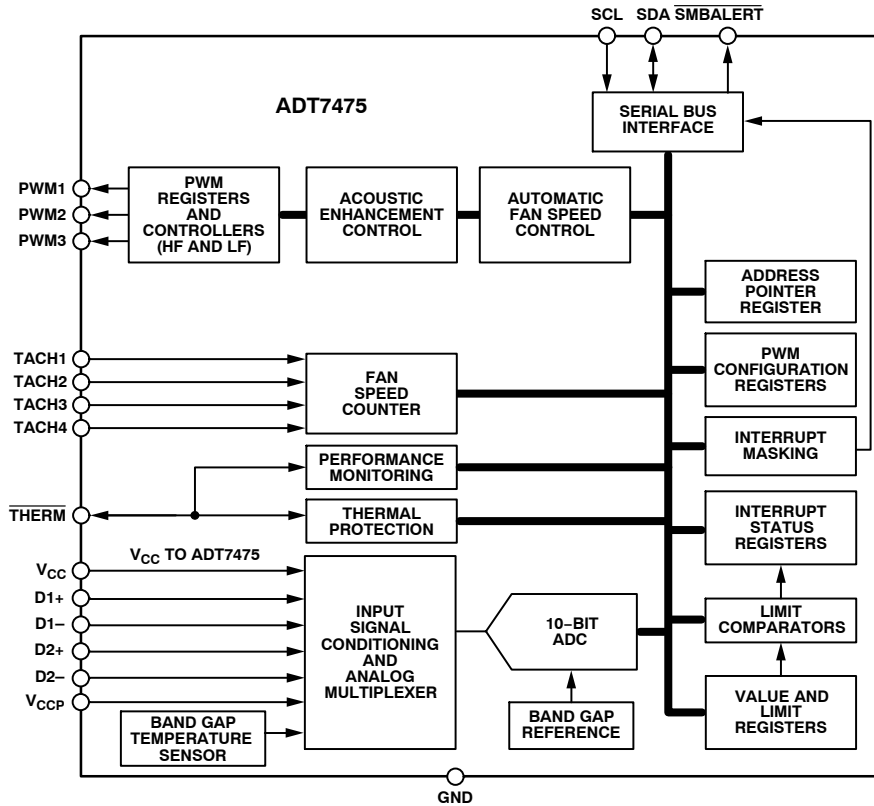 SCL SDA SMBALERT
ADT7475
SERIAL BUS
INTERFACE
PWM1
PWM2
PWM3
PWM
REGISTERS
AND
CONTROLLERS
(HF AND LF)
ACOUSTIC
ENHANCEMENT
CONTROL
AUTOMATIC
FAN SPEED
CONTROL
ADDRESS
POINTER
REGISTER
TACH1
TACH2
TACH3
TACH4
FAN
SPEED
COUNTER
PWM
CONFIGURATION
REGISTERS
PERFORMANCE
MONITORING
INTERRUPT
MASKING
THERM
THERMAL
PROTECTION
INTERRUPT
STATUS
REGISTERS
VCC TO ADT7475
VCC
D1+
D1–
D2+
D2–
VCCP
INPUT
SIGNAL
CONDITIONING
AND
ANALOG
MULTIPLEXER
10–BIT
ADC
LIMIT
COMPARATORS
BAND GAP
TEMPERATURE
SENSOR
BAND GAP
REFERENCE
VALUE AND
LIMIT
REGISTERS
GND